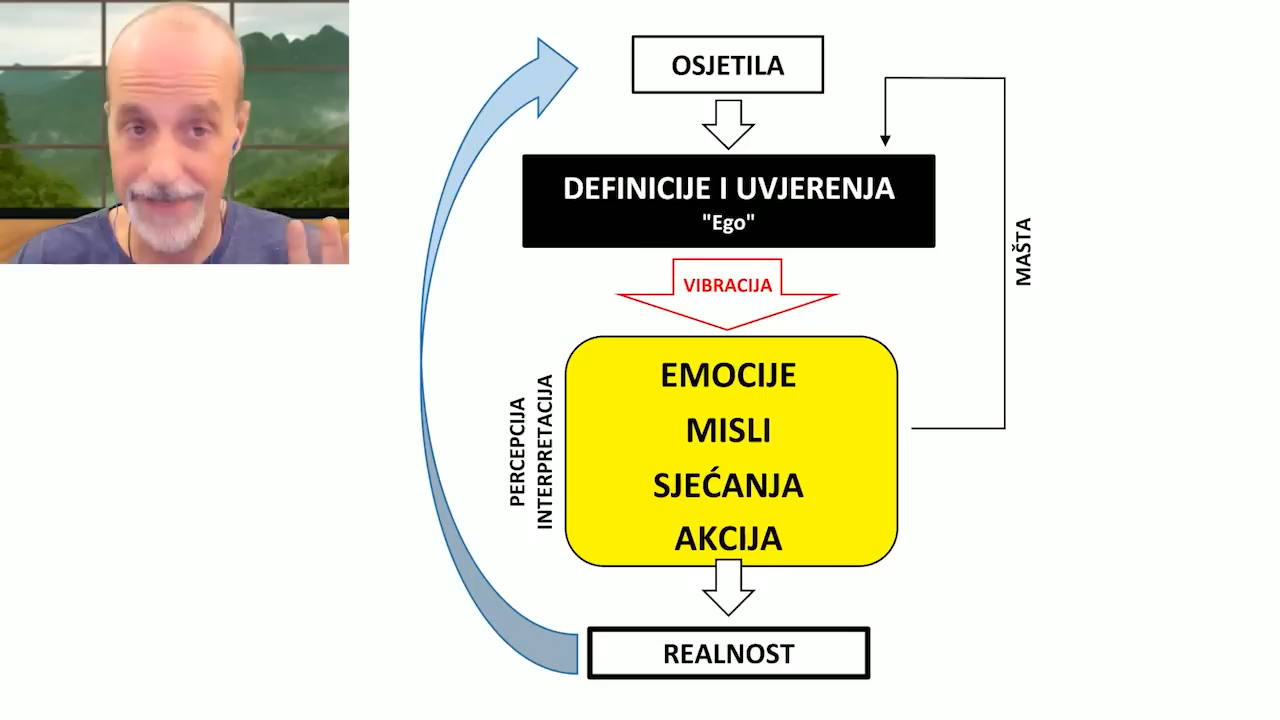 OSJETILA
DEFINICIJE I UVJERENJA
"Ego"
VIBRACIJA
MAŠTA
PERCEPCIJA
INTERPRETACIJA
EMOCIJE
MISLI
SJEĆANJA
AKCIJA
REALNOST